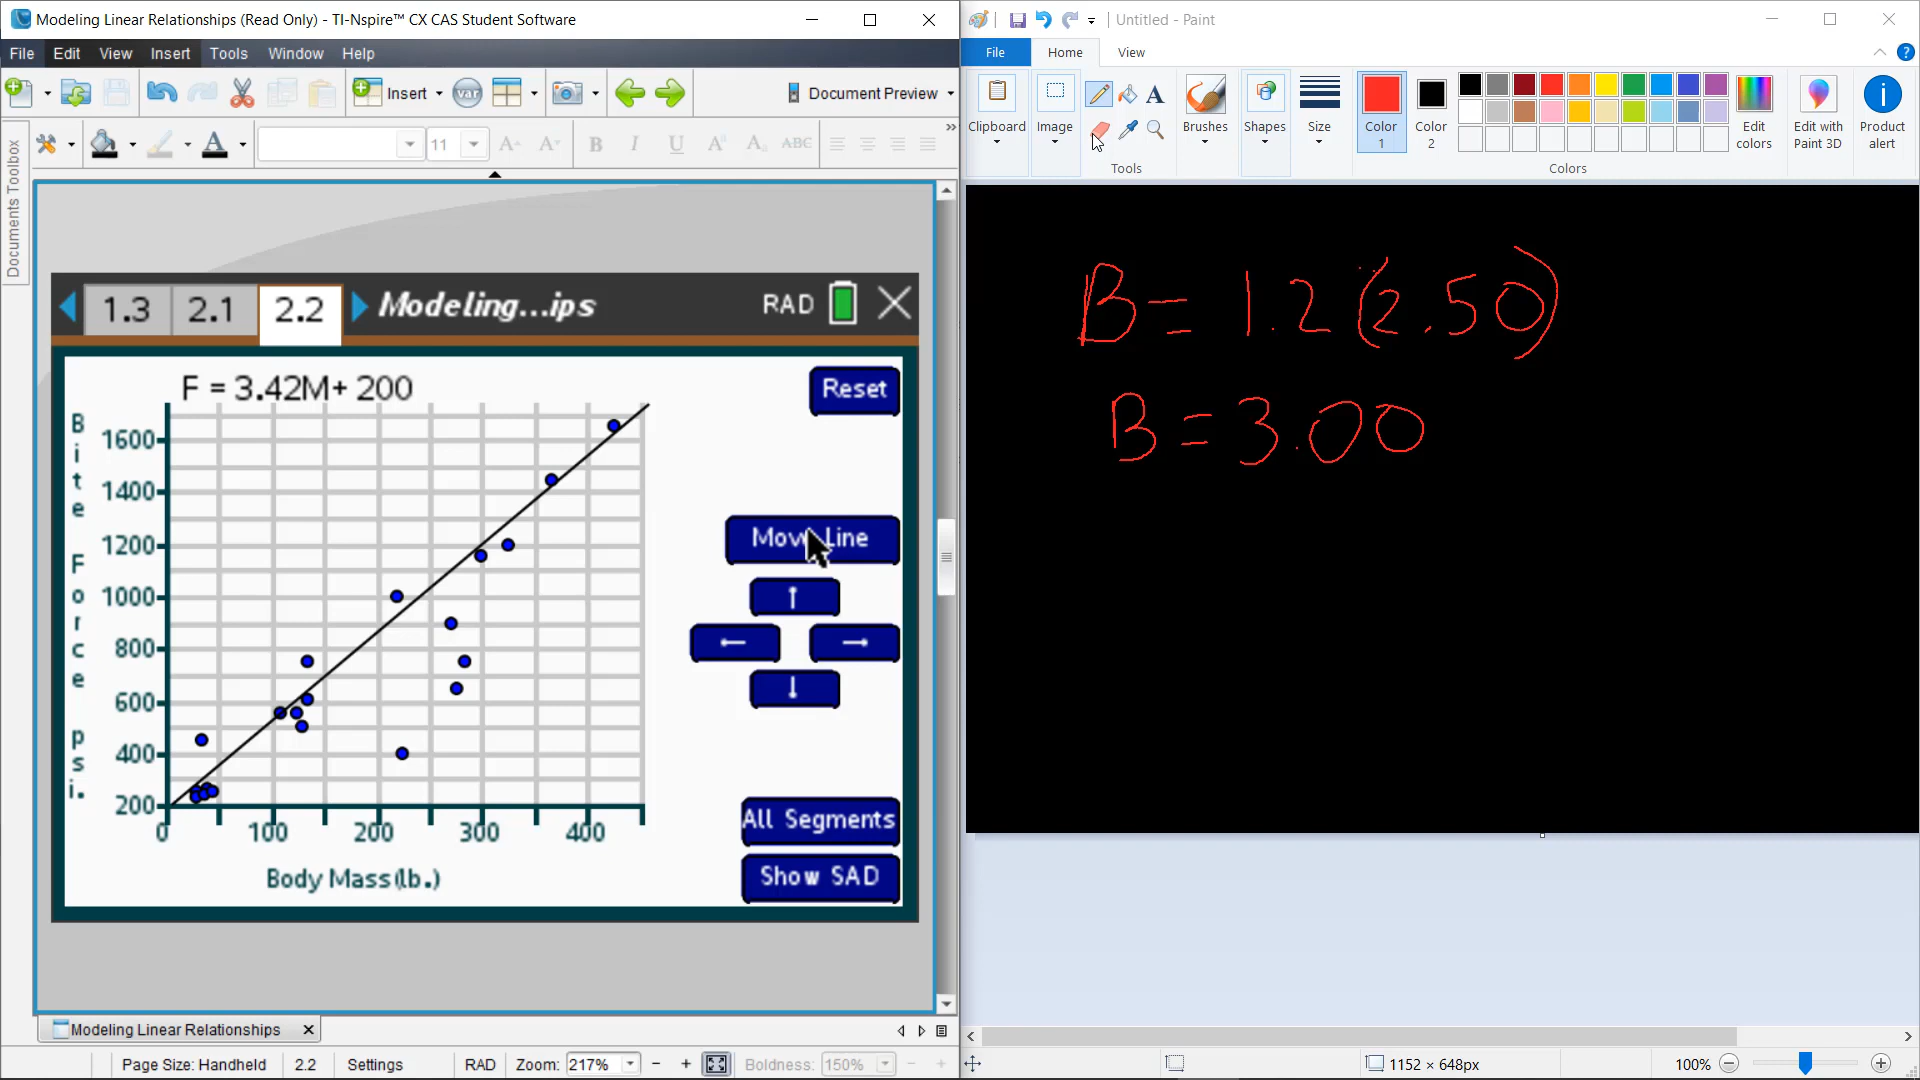 Modeling Linear Relationships (Read Only) - TI-Nspire™ CX CAS Student Software
File Edit View Insert Tools Window Help
Insert var Document Preview
A 11 A A B I U A A ABC
Documents Toolbox
1.3 2.1 2.2 Modeling...ips RAD
F = 3.42M+ 200
Reset
Bite Force psi.
1600
1400
1200
1000
800
600
400
200
0 100 200 300 400
Body Mass(lb.)
Move Line
All Segments
Show SAD
Modeling Linear Relationships
Page Size: Handheld 2.2 Settings RAD Zoom: 217% Boldness: 150%
Untitled - Paint
File Home View
Clipboard Image A Brushes Shapes Size Color 1 Color 2 Edit colors Edit with Paint 3D Product alert
Tools Colors
B = 1.2(2.50)
B = 3.00
1152 × 648px 100%